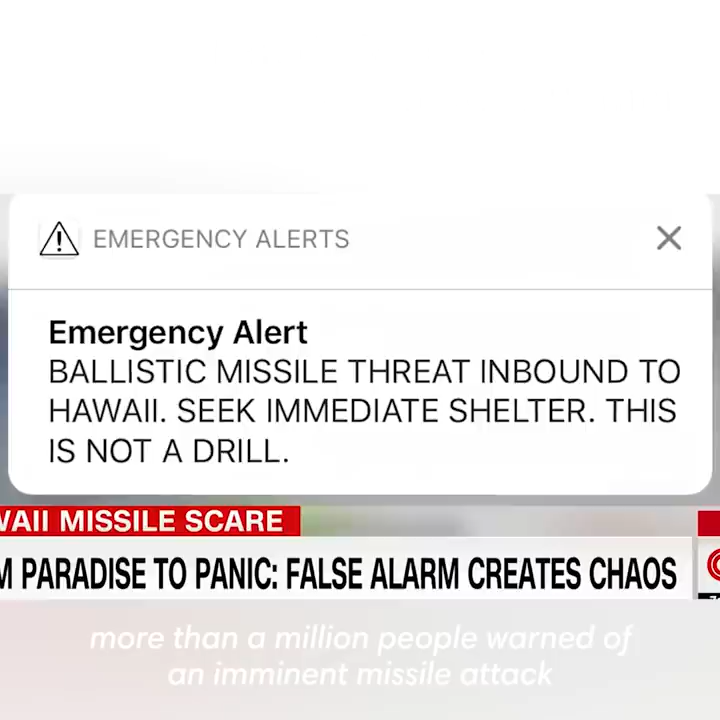 EMERGENCY ALERTS
Emergency Alert
BALLISTIC MISSILE THREAT INBOUND TO
HAWAII. SEEK IMMEDIATE SHELTER. THIS
IS NOT A DRILL.
WAII MISSILE SCARE
M PARADISE TO PANIC: FALSE ALARM CREATES CHAOS
more than a million people warned of
an imminent missile attack